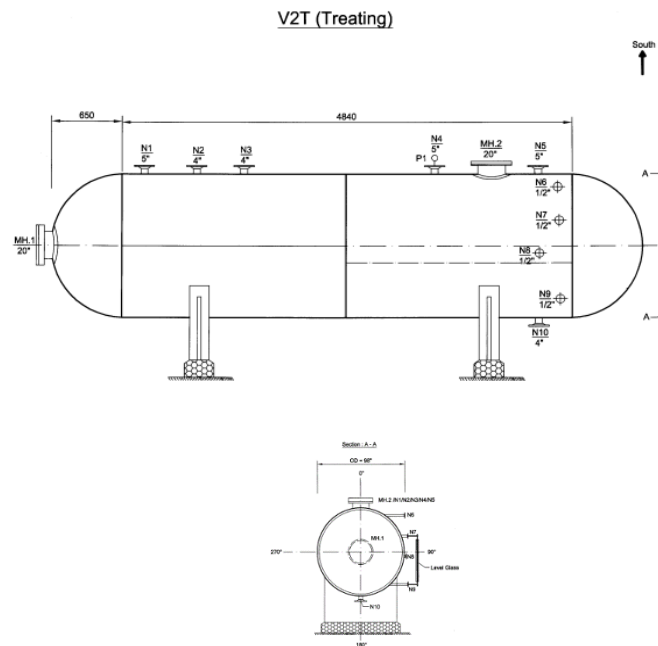 V2T (Treating)
South
650
4840
N1
5"
N2
4"
N3
4"
N4
5"
P1
MH.2
20"
N5
5"
A
N6
1/2"
N7
1/2"
MH.1
20"
N8
1/2"
N9
1/2"
A
N10
4"
Section : A - A
OD = 98"
0°
MH.2 /N1/N2/N3/N4/N5
N6
N7
MH.1
270°
N8
90°
Level Glass
N9
N10
180°